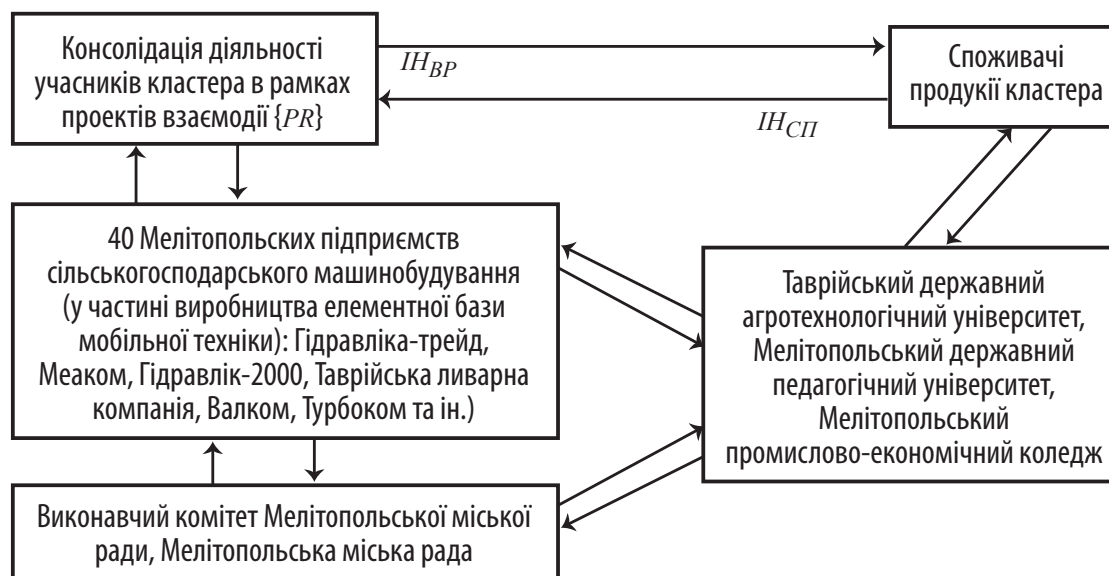 Консолідація діяльності
учасників кластера в рамках
проектів взаємодії {PR}
IH_BP
IH_СП
Споживачі
продукії кластера
40 Мелітопольских підприємств
сільськогосподарського машинобудування
(у частині виробництва елементної бази
мобільної техніки): Гідравліка-трейд,
Меаком, Гідравлік-2000, Таврійська ливарна
компанія, Валком, Турбоком та ін.)
Таврійський державний
агротехнологічний університет,
Мелітопольський державний
педагогічний університет,
Мелітопольський
промислово-економічний коледж
Виконавчий комітет Мелітопольської міської
ради, Мелітопольська міська рада